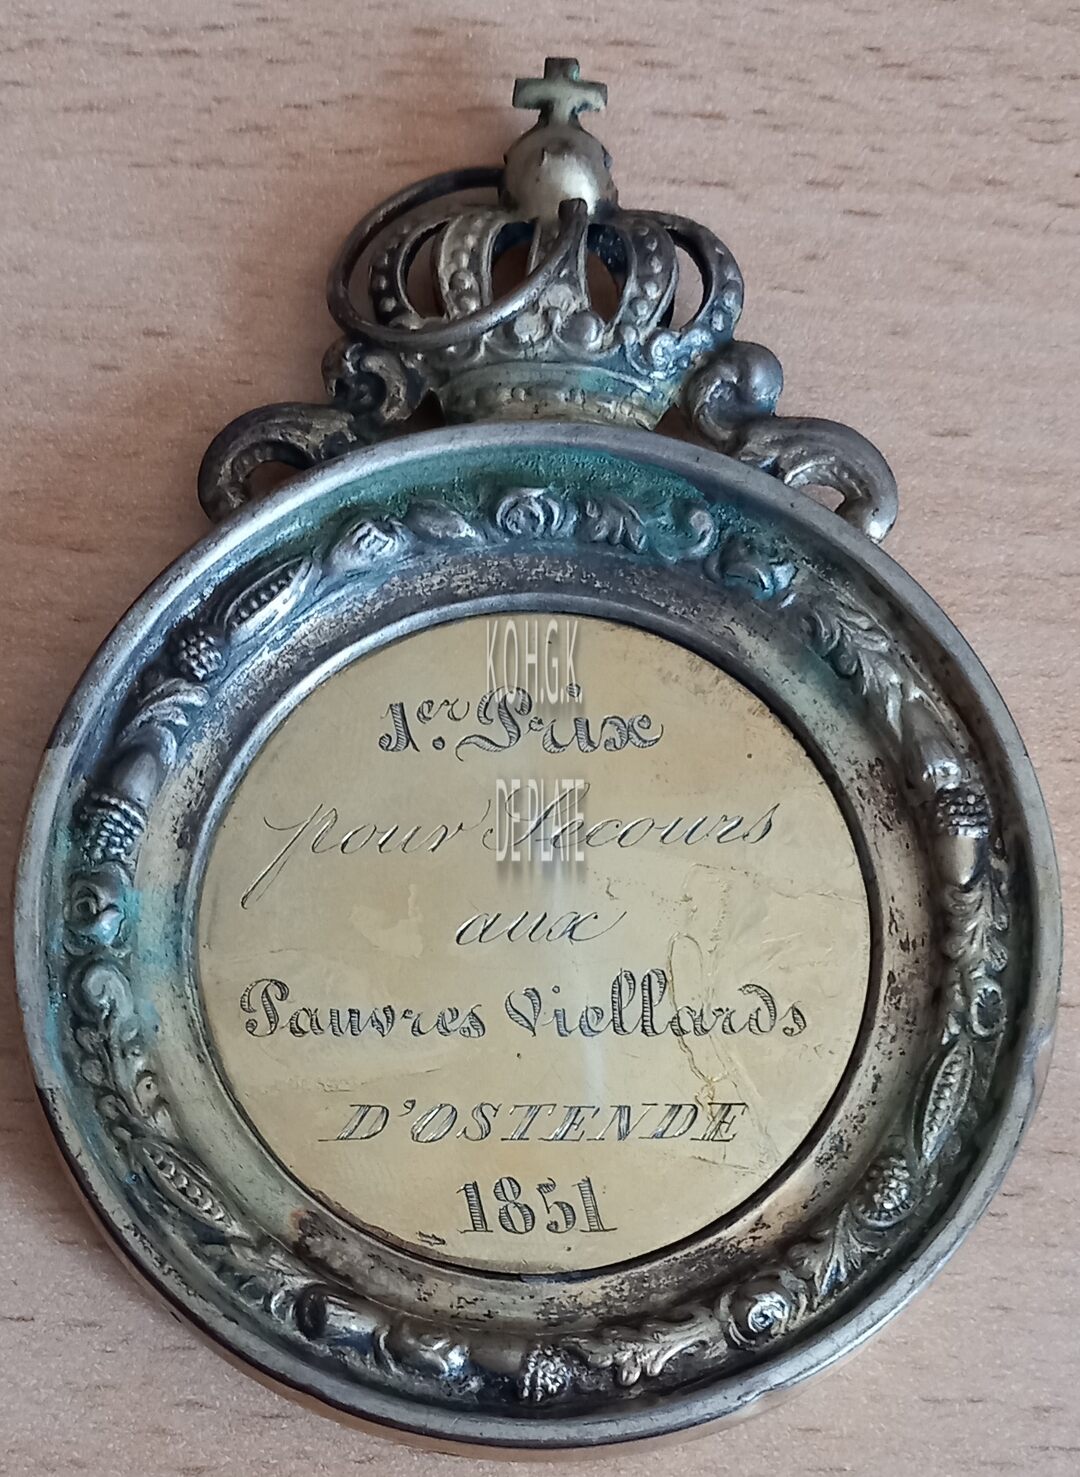 K.O.H.G.K.
1er. Prix
DE PLATE
pour Secours
aux
Pauvres Viellards
D'OSTENDE
1851